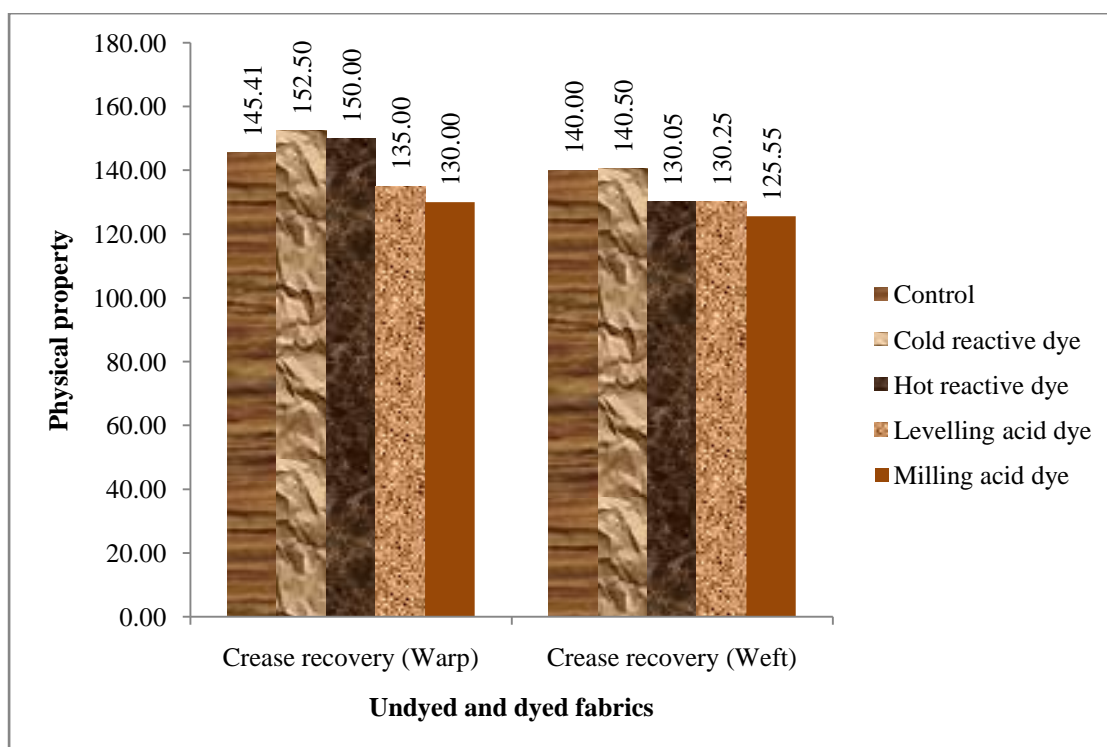 180.00
160.00
140.00
120.00
100.00
80.00
60.00
40.00
20.00
0.00
Physical property
145.41
152.50
150.00
135.00
130.00
140.00
140.50
130.05
130.25
125.55
Crease recovery (Warp)
Crease recovery (Weft)
Undyed and dyed fabrics
Control
Cold reactive dye
Hot reactive dye
Levelling acid dye
Milling acid dye